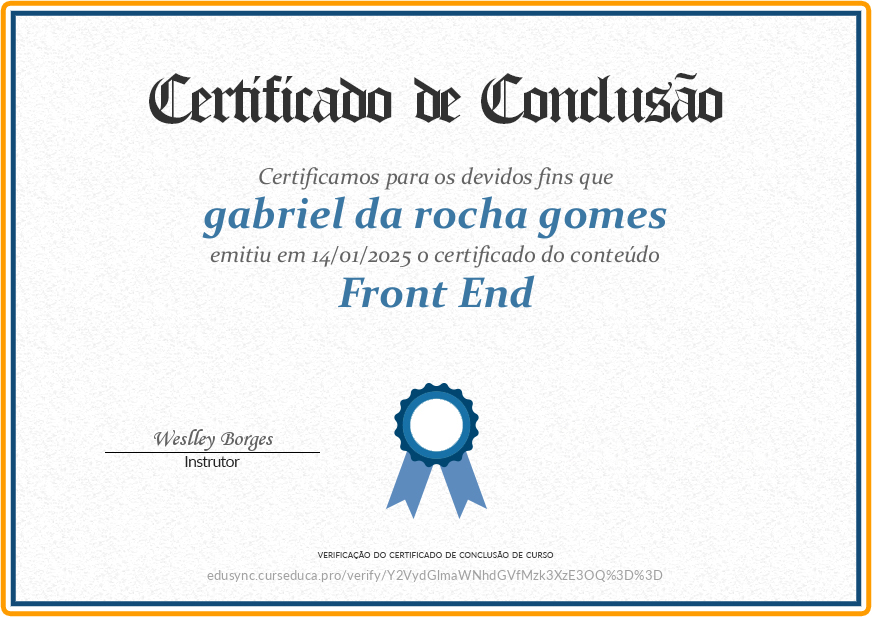 Certificado de Conclusão
Certificamos para os devidos fins que
gabriel da rocha gomes
emitiu em 14/01/2025 o certificado do conteúdo
Front End
Weslley Borges
Instrutor
VERIFICAÇÃO DO CERTIFICADO DE CONCLUSÃO DE CURSO
edusync.curseduca.pro/verify/Y2VydGlmaWNhdGVfMzk3XzE3OQ%3D%3D